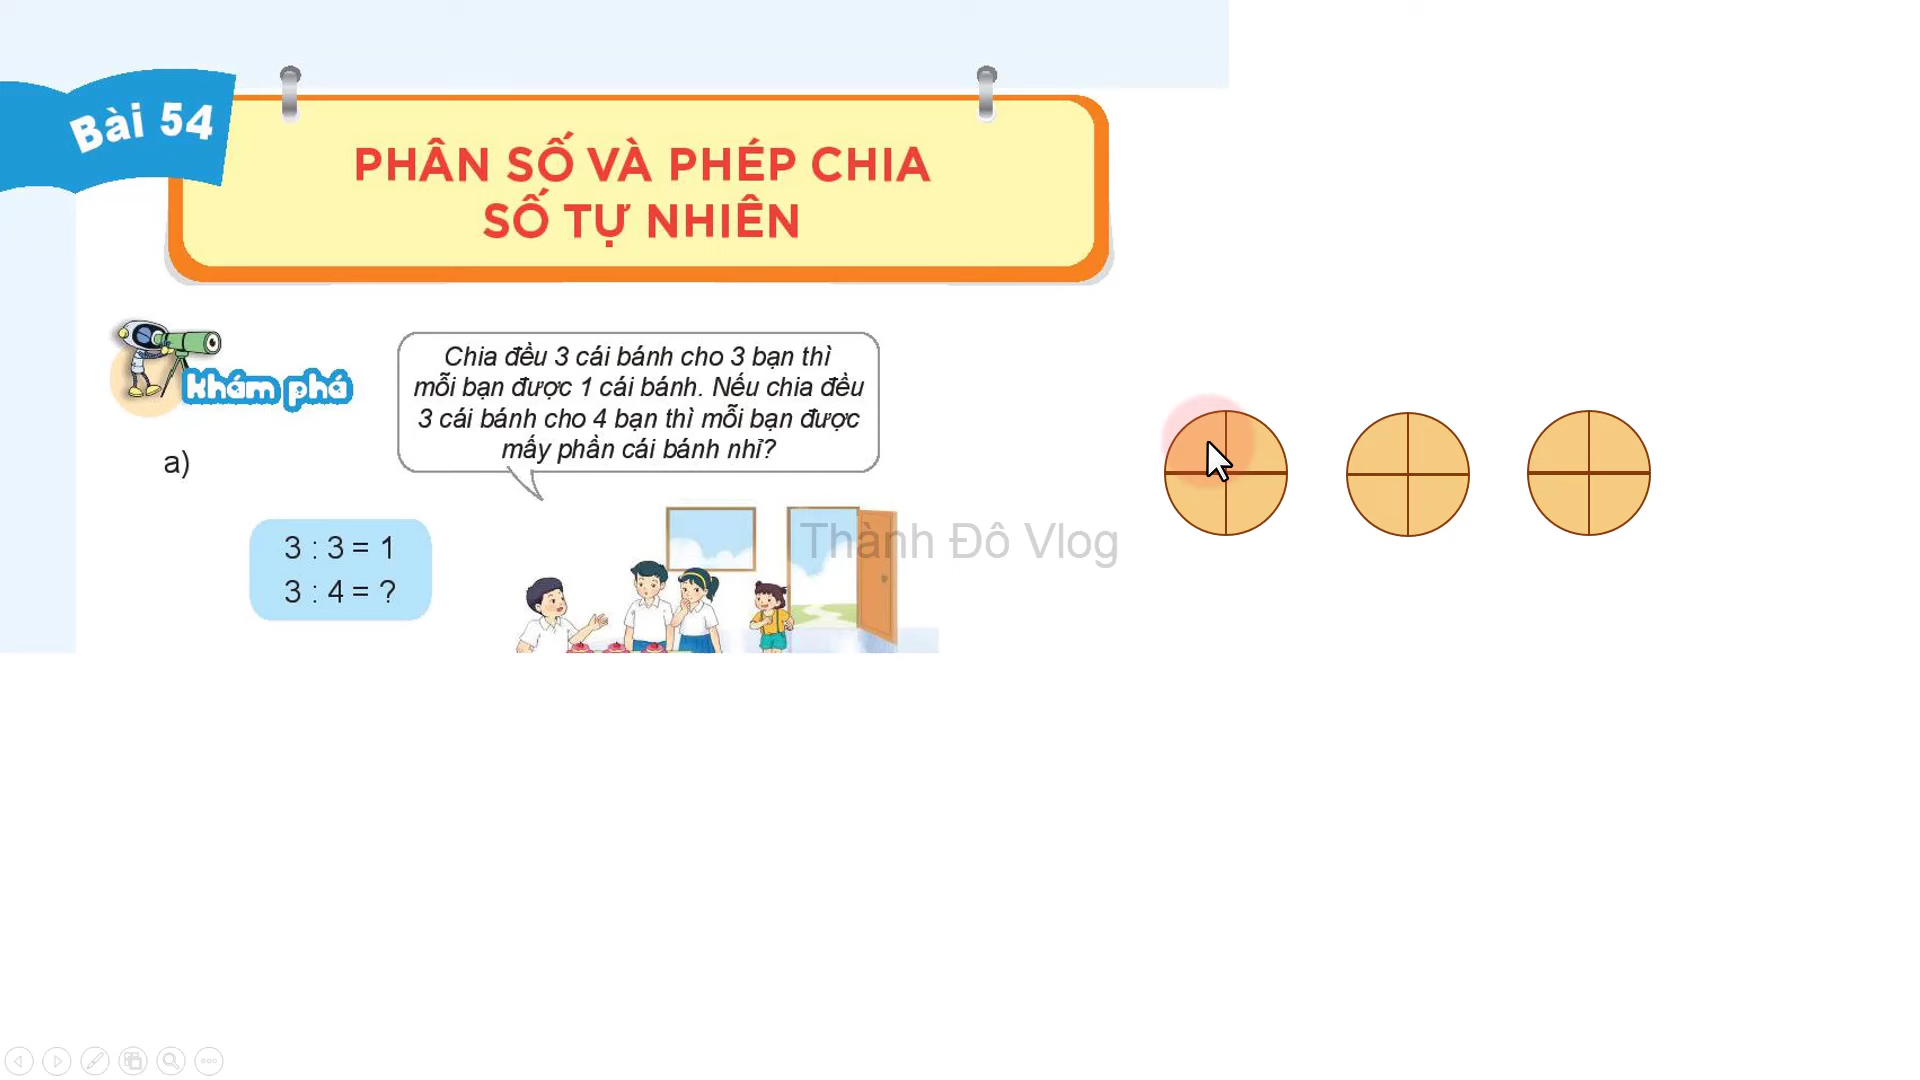 Bài 54
PHÂN SỐ VÀ PHÉP CHIA
SỐ TỰ NHIÊN
Khám phá
Chia đều 3 cái bánh cho 3 bạn thì
mỗi bạn được 1 cái bánh. Nếu chia đều
3 cái bánh cho 4 bạn thì mỗi bạn được
mấy phần cái bánh nhỉ?
a)
3 : 3 = 1
3 : 4 = ?
Thành Đô Vlog